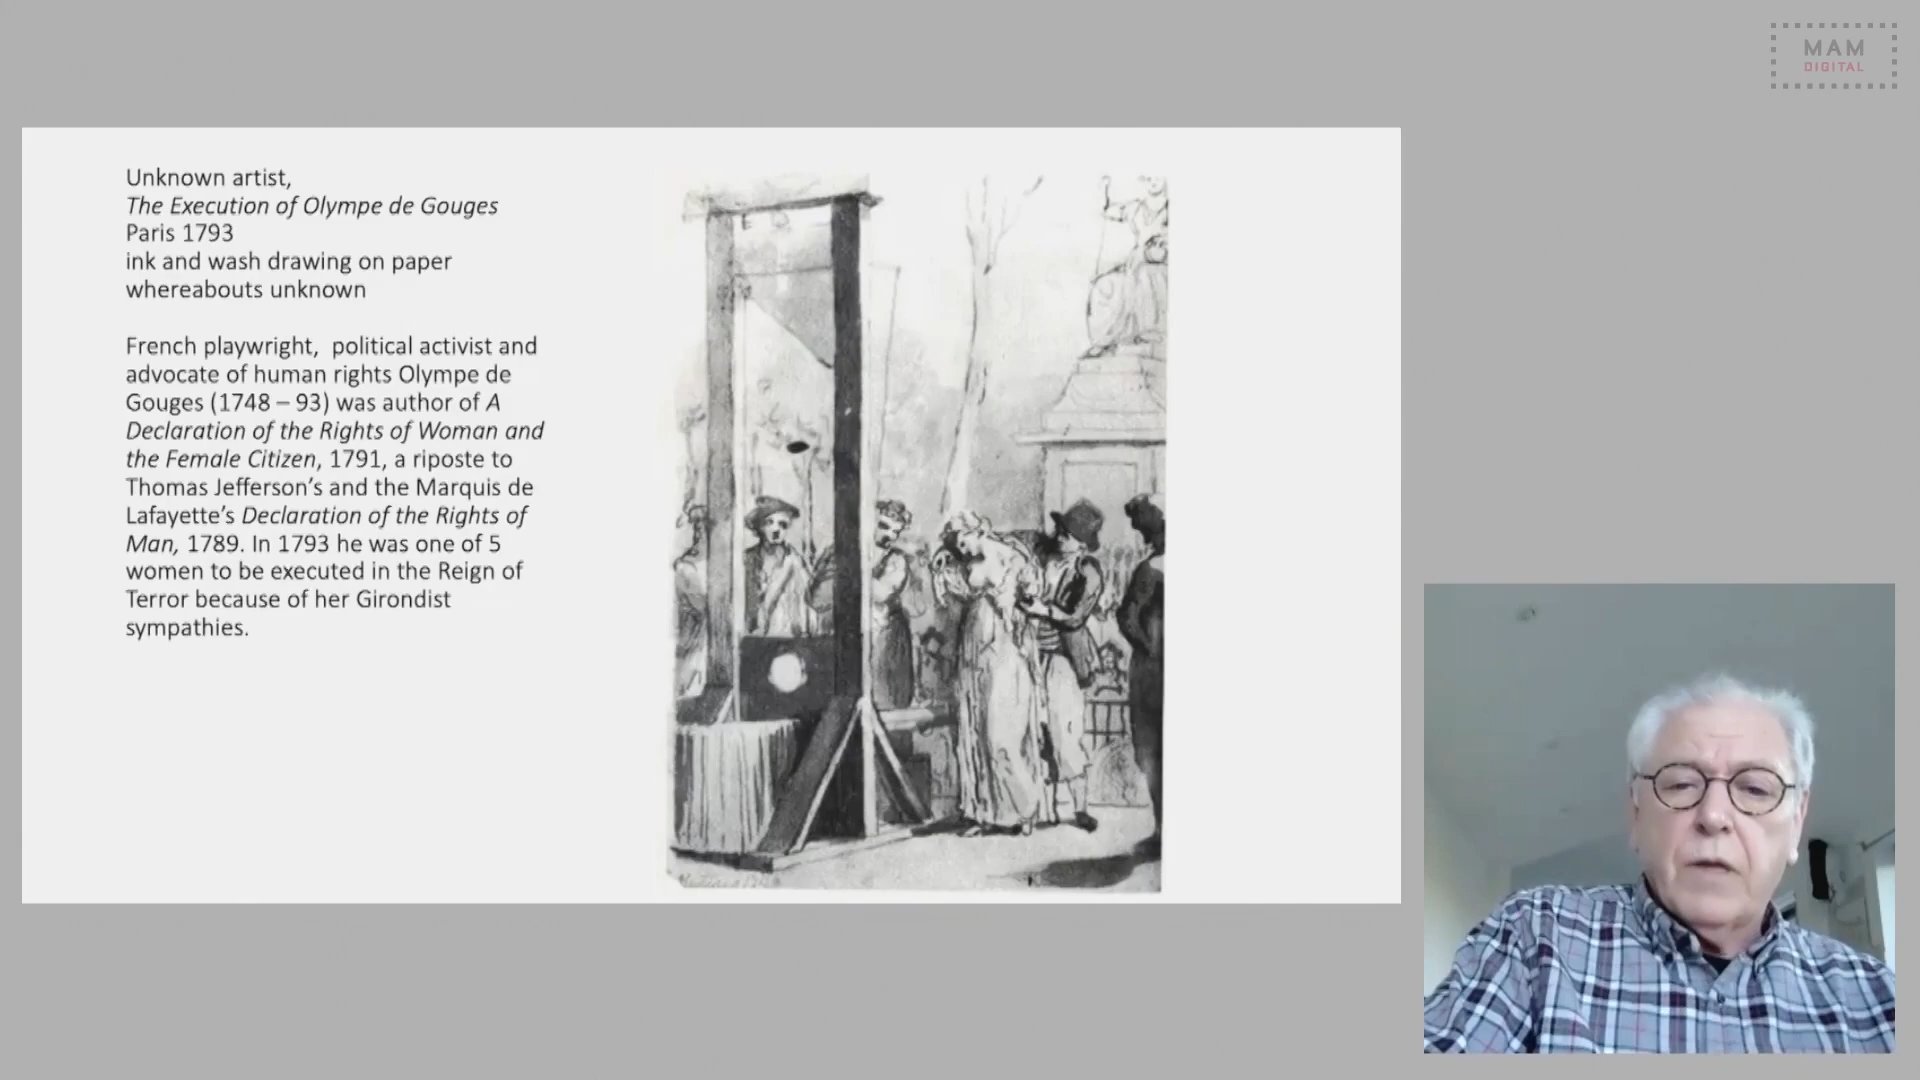 MAM
DIGITAL
Unknown artist,
The Execution of Olympe de Gouges
Paris 1793
ink and wash drawing on paper
whereabouts unknown
French playwright,  political activist and
advocate of human rights Olympe de
Gouges (1748 – 93) was author of A
Declaration of the Rights of Woman and
the Female Citizen, 1791, a riposte to
Thomas Jefferson’s and the Marquis de
Lafayette’s Declaration of the Rights of
Man, 1789. In 1793 he was one of 5
women to be executed in the Reign of
Terror because of her Girondist
sympathies.